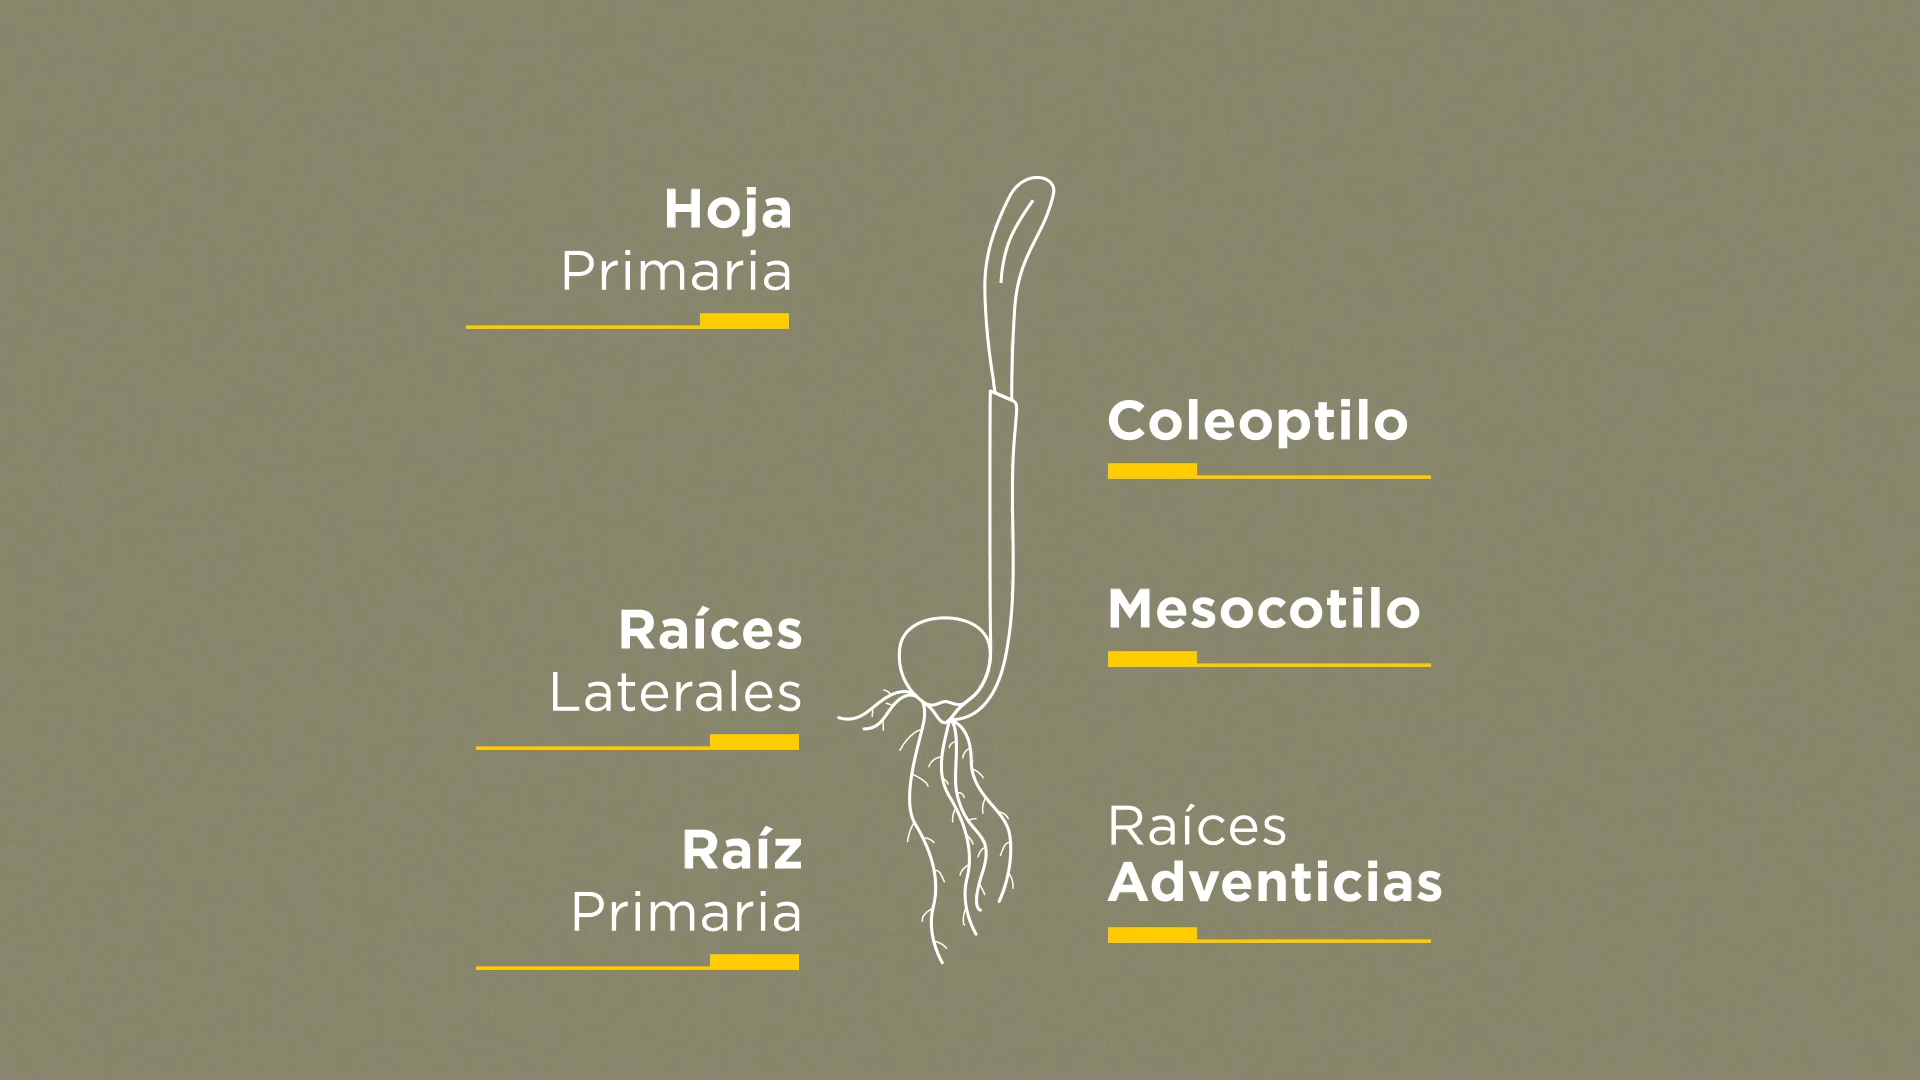 Hoja
Primaria
Coleoptilo
Mesocotilo
Raíces
Laterales
Raíz
Primaria
Raíces
Adventicias